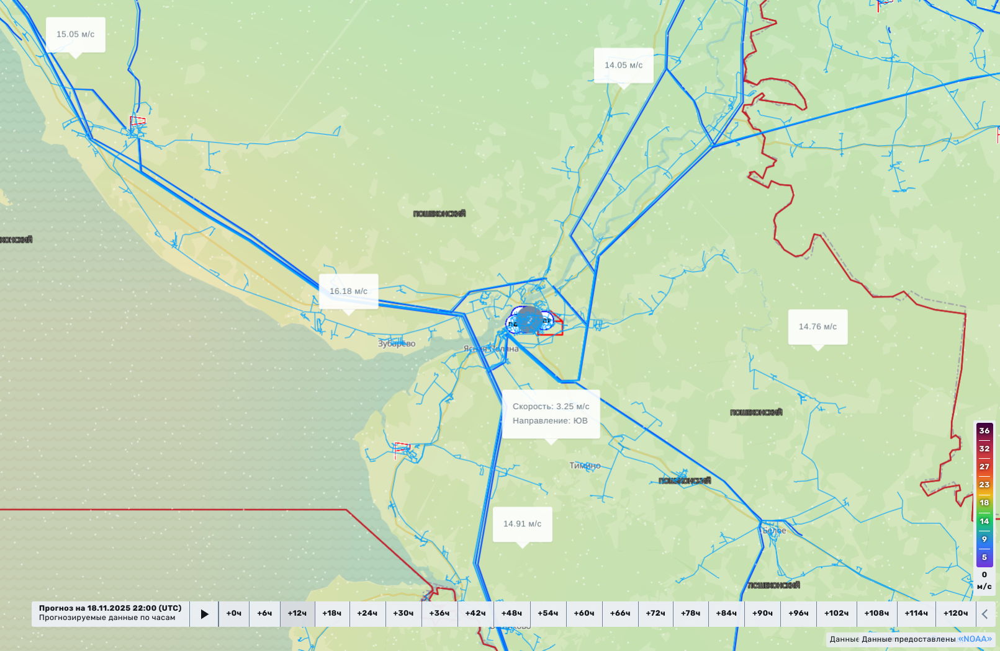 15.05 м/с
14.05 м/с
ПОШЕХОНСКИЙ
16.18 м/с
14.76 м/с
Зубарево
Ясная Поляна
Скорость: 3.25 м/с
Направление: ЮВ
ПОШЕХОНСКИЙ
Тимино
ПОШЕХОНСКИЙ
14.91 м/с
Белое
ПОШЕХОНСКИЙ
36
32
27
23
18
14
9
5
0
м/с
Прогноз на 18.11.2025 22:00 (UTC)
Прогнозируемые данные по часам
+0ч +6ч +12ч +18ч +24ч +30ч +36ч +42ч +48ч +54ч +60ч +66ч +72ч +78ч +84ч +90ч +96ч +102ч +108ч +114ч +120ч
Данные предоставлены «NOAA»